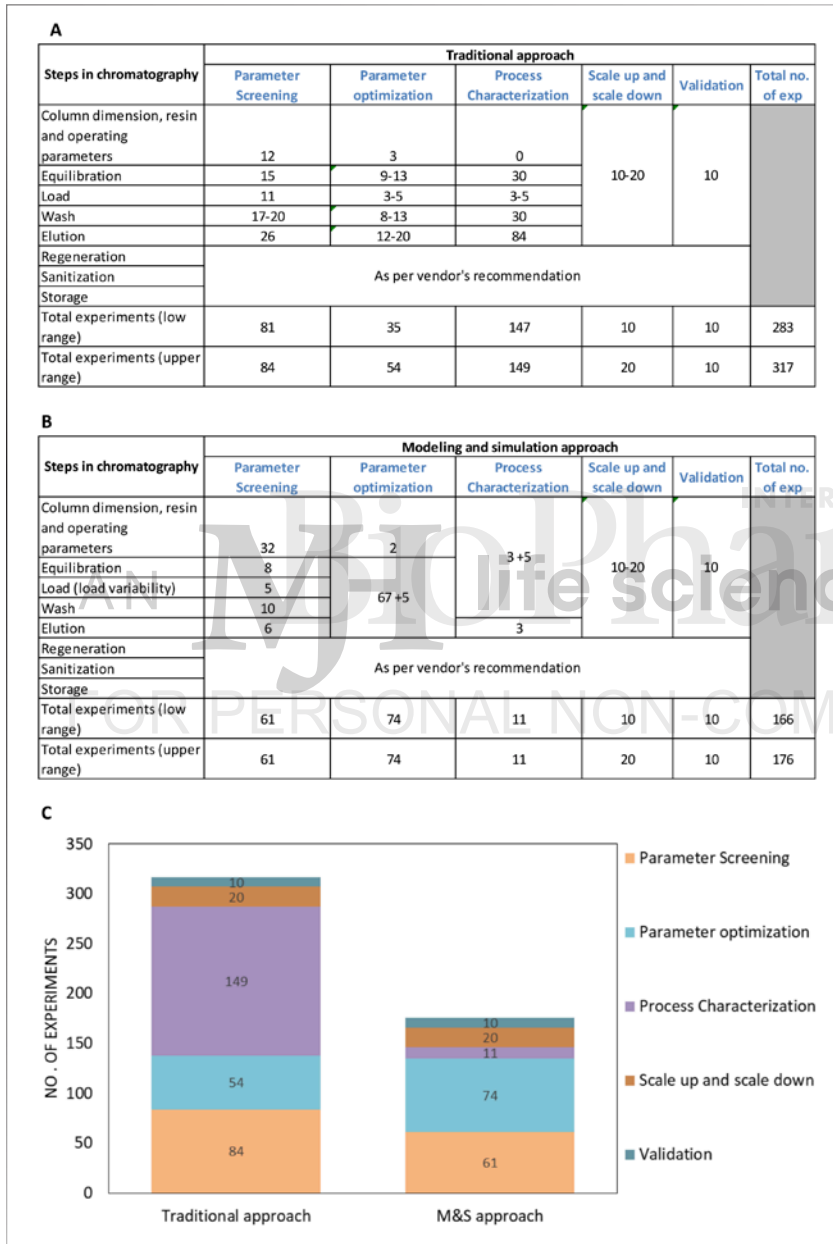 A
Traditional approach
Steps in chromatography
Parameter Screening
Parameter optimization
Process Characterization
Scale up and scale down
Validation
Total no. of exp
Column dimension, resin
and operating
parameters 12 3 0
Equilibration 15 9-13 30
10-20 10
Load 11 3-5 3-5
Wash 17-20 8-13 30
Elution 26 12-20 84
Regeneration
Sanitization As per vendor's recommendation
Storage
Total experiments (low
range) 81 35 147 10 10 283
Total experiments (upper
range) 84 54 149 20 10 317
B
Modeling and simulation approach
Steps in chromatography
Parameter Screening
Parameter optimization
Process Characterization
Scale up and scale down
Validation
Total no. of exp
Column dimension, resin
and operating
parameters 32 2
3 +5
Equilibration 8
10-20 10
Load (load variability) 5
67 +5
Wash 10
Elution 6 3
Regeneration
Sanitization As per vendor's recommendation
Storage
Total experiments (low
range) 61 74 11 10 10 166
Total experiments (upper
range) 61 74 11 20 10 176
INTER
BioPhar
AN MJH life scienc
FOR PERSONAL NON-COM
C
NO. OF EXPERIMENTS
350
300
250
200
150
100
50
0
10
20
149
54
84
10
20
11
74
61
Traditional approach
M&S approach
Parameter Screening
Parameter optimization
Process Characterization
Scale up and scale down
Validation